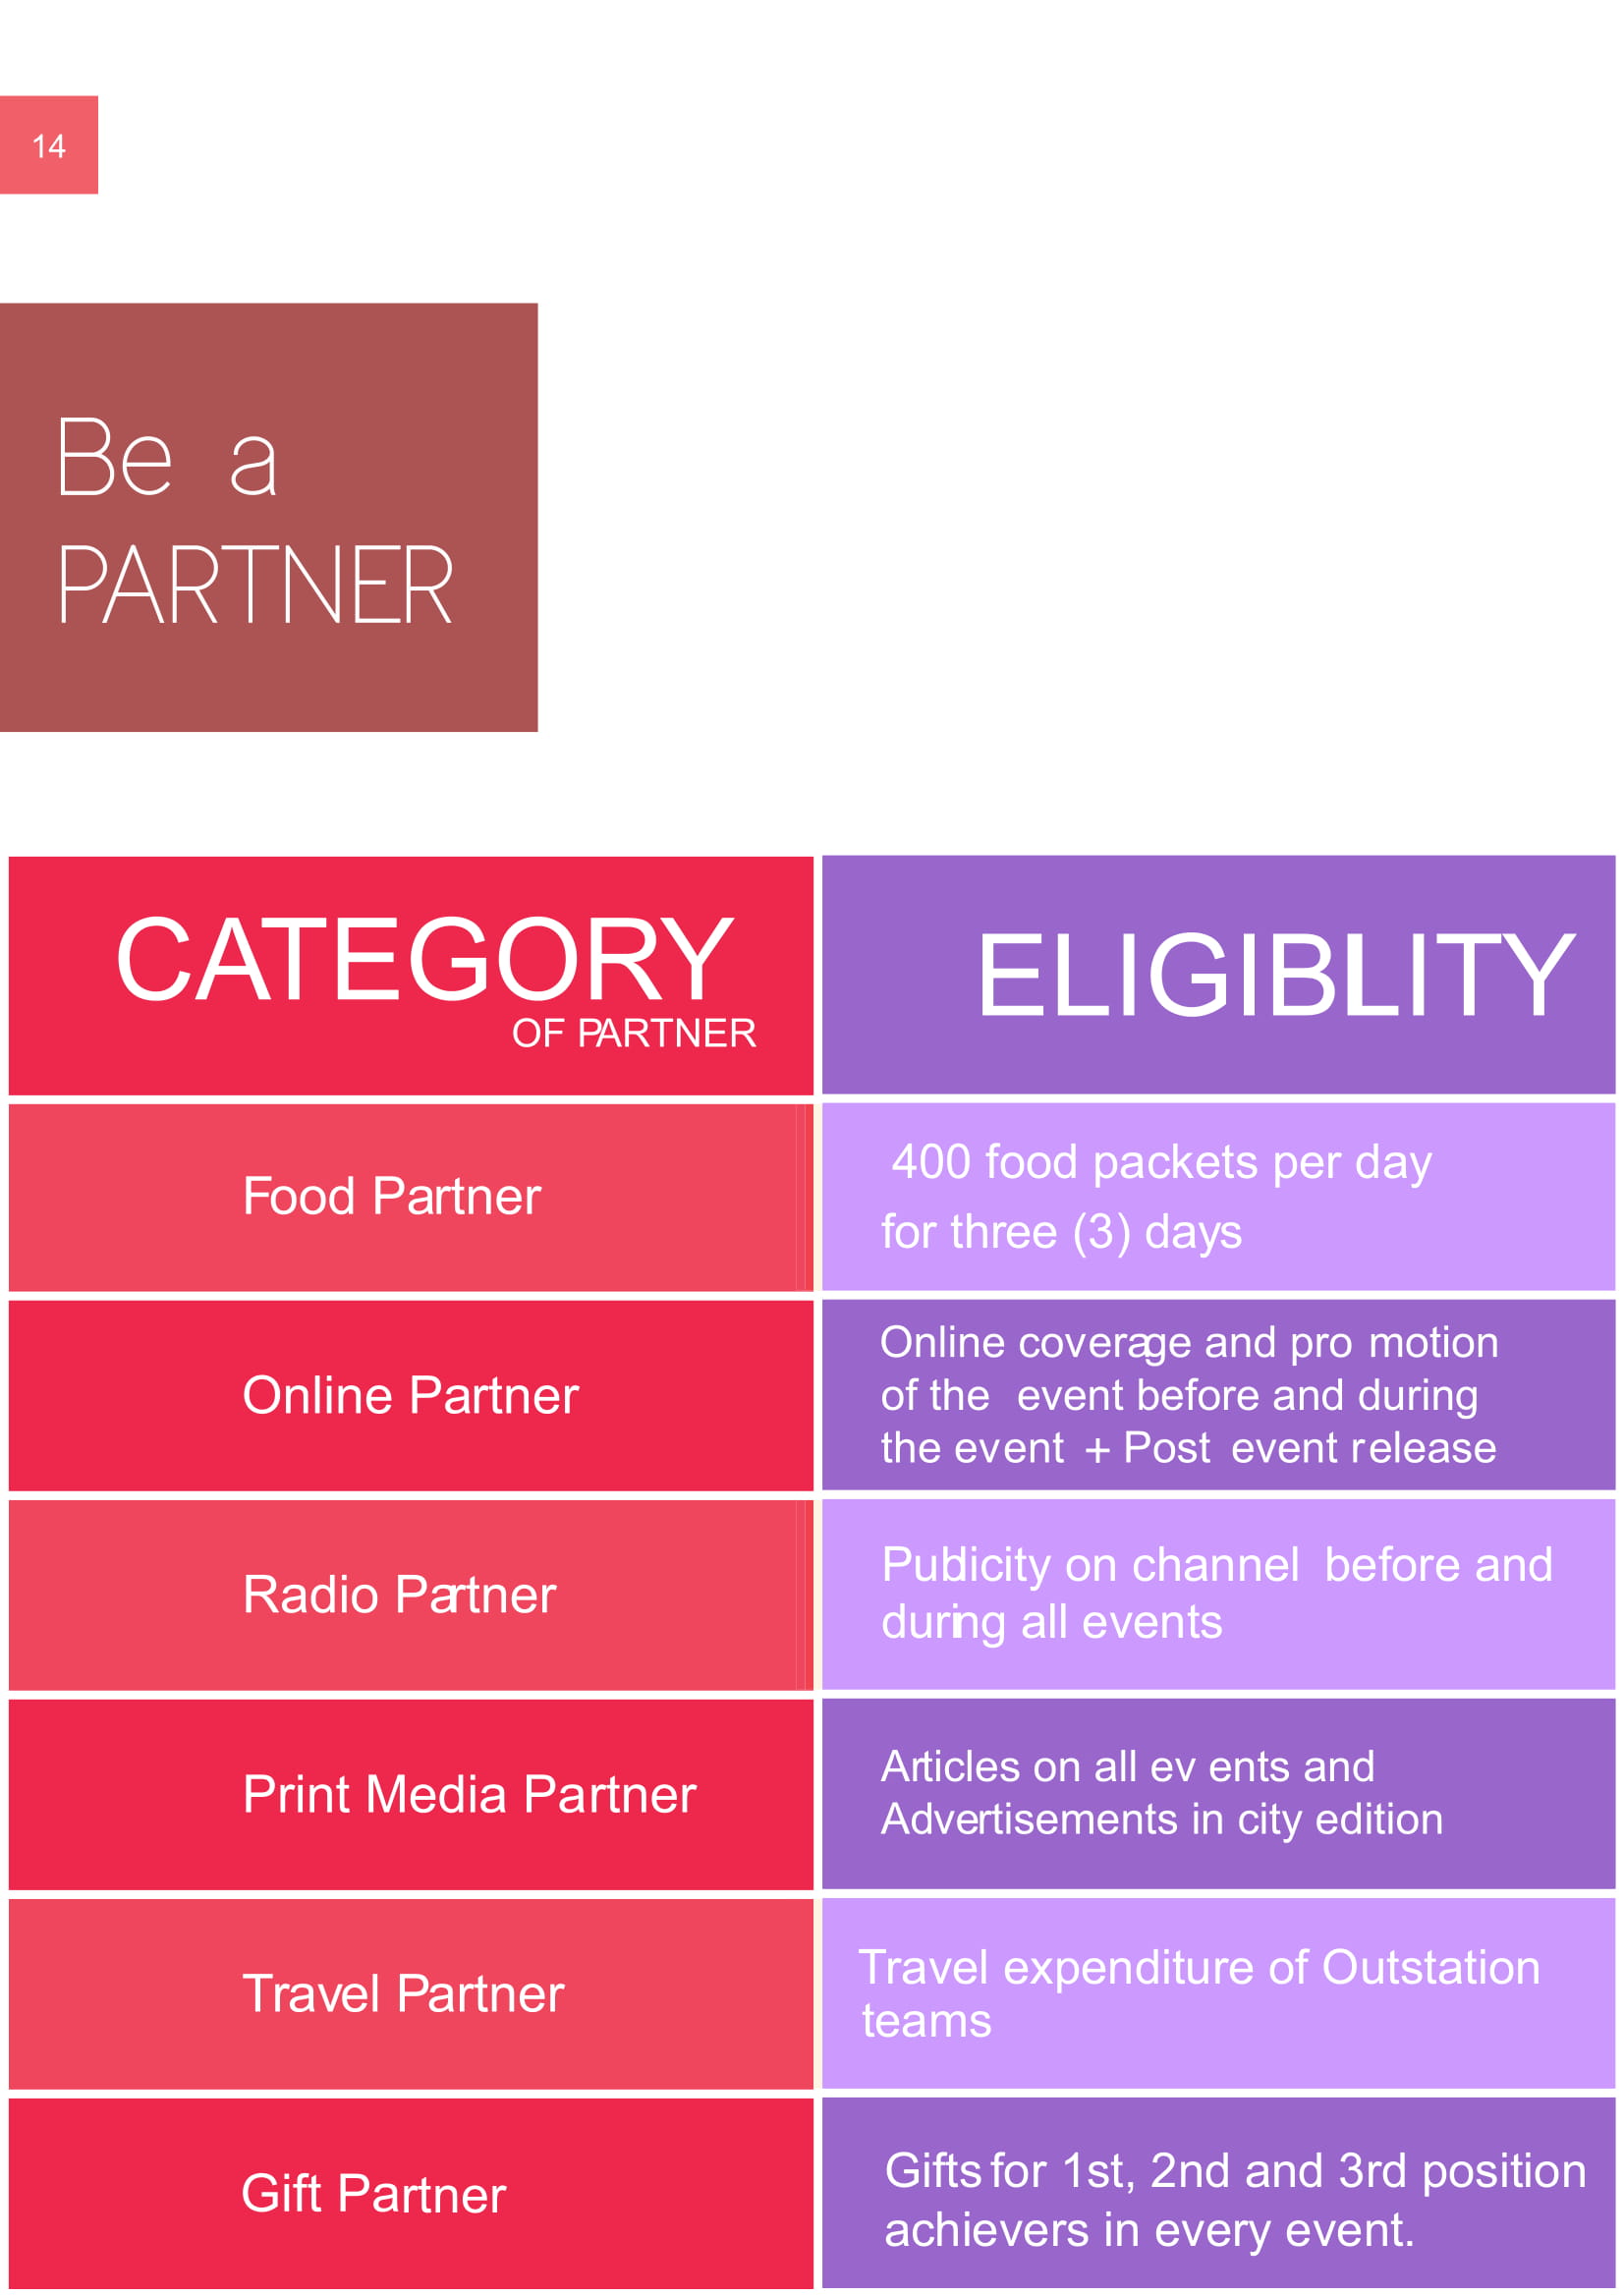 14
Be a
PARTNER
CATEGORY
OF PARTNER
ELIGIBLITY
Food Partner
400 food packets per day
for three (3) days
Online Partner
Online coverage and pro motion
of the event before and during
the event + Post event release
Radio Partner
Pubicity on channel before and
during all events
Print Media Partner
Articles on all ev ents and
Advertisements in city edition
Travel Partner
Travel expenditure of Outstation
teams
Gift Partner
Gifts for 1st, 2nd and 3rd position
achievers in every event.